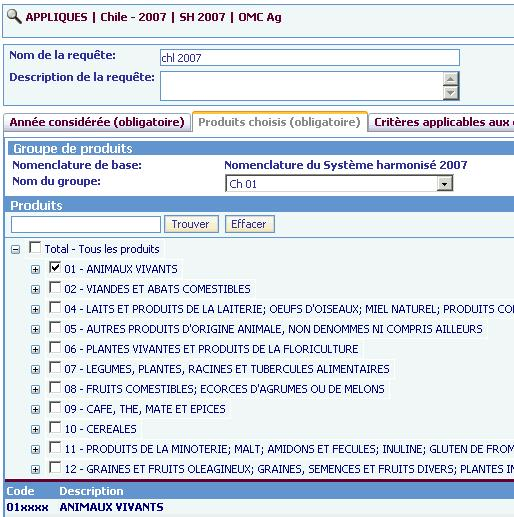 APPLIQUES | Chile - 2007 | SH 2007 | OMC Ag
Nom de la requête: chl 2007
Description de la requête:
Année considérée (obligatoire) Produits choisis (obligatoire) Critères applicables aux
Groupe de produits
Nomenclature de base: Nomenclature du Système harmonisé 2007
Nom du groupe: Ch 01
Produits
Trouver Effacer
Total - Tous les produits
01 - ANIMAUX VIVANTS
02 - VIANDES ET ABATS COMESTIBLES
04 - LAITS ET PRODUITS DE LA LAITERIE; OEUFS D'OISEAUX; MIEL NATUREL; PRODUITS CO
05 - AUTRES PRODUITS D'ORIGINE ANIMALE, NON DENOMMES NI COMPRIS AILLEURS
06 - PLANTES VIVANTES ET PRODUITS DE LA FLORICULTURE
07 - LEGUMES, PLANTES, RACINES ET TUBERCULES ALIMENTAIRES
08 - FRUITS COMESTIBLES; ECORCES D'AGRUMES OU DE MELONS
09 - CAFE, THE, MATE ET EPICES
10 - CEREALES
11 - PRODUITS DE LA MINOTERIE; MALT; AMIDONS ET FECULES; INULINE; GLUTEN DE FROM
12 - GRAINES ET FRUITS OLEAGINEUX; GRAINES, SEMENCES ET FRUITS DIVERS; PLANTES IN
Code Description
01xxxx ANIMAUX VIVANTS